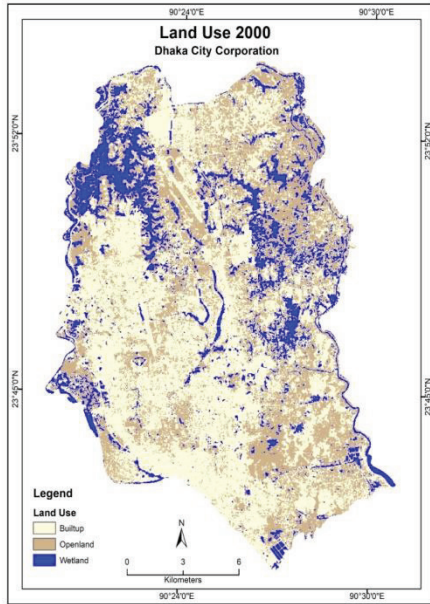 90°24'0"E
90°30'0"E
Land Use 2000
Dhaka City Corporation
23°52'0"N
23°52'0"N
23°45'0"N
23°45'0"N
Legend
Land Use
Builtup
Openland
Wetland
N
0 3 6
Kilometers
90°24'0"E
90°30'0"E